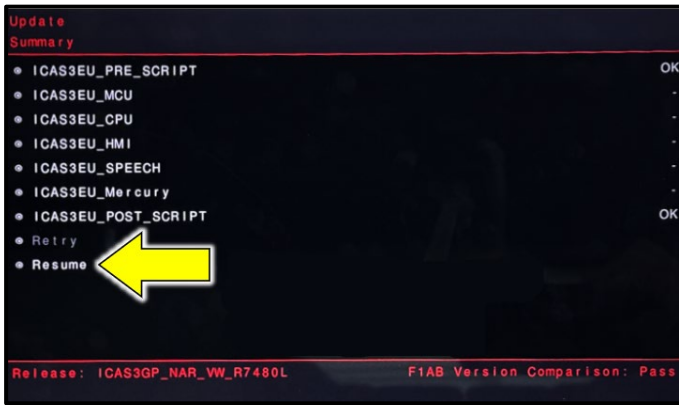 Update
Summary
ICAS3EU_PRE_SCRIPT OK
ICAS3EU_MCU -
ICAS3EU_CPU -
ICAS3EU_HMI -
ICAS3EU_SPEECH -
ICAS3EU_Mercury -
ICAS3EU_POST_SCRIPT OK
Retry
Resume
Release: ICAS3GP_NAR_VW_R7480L F1AB Version Comparison: Pass